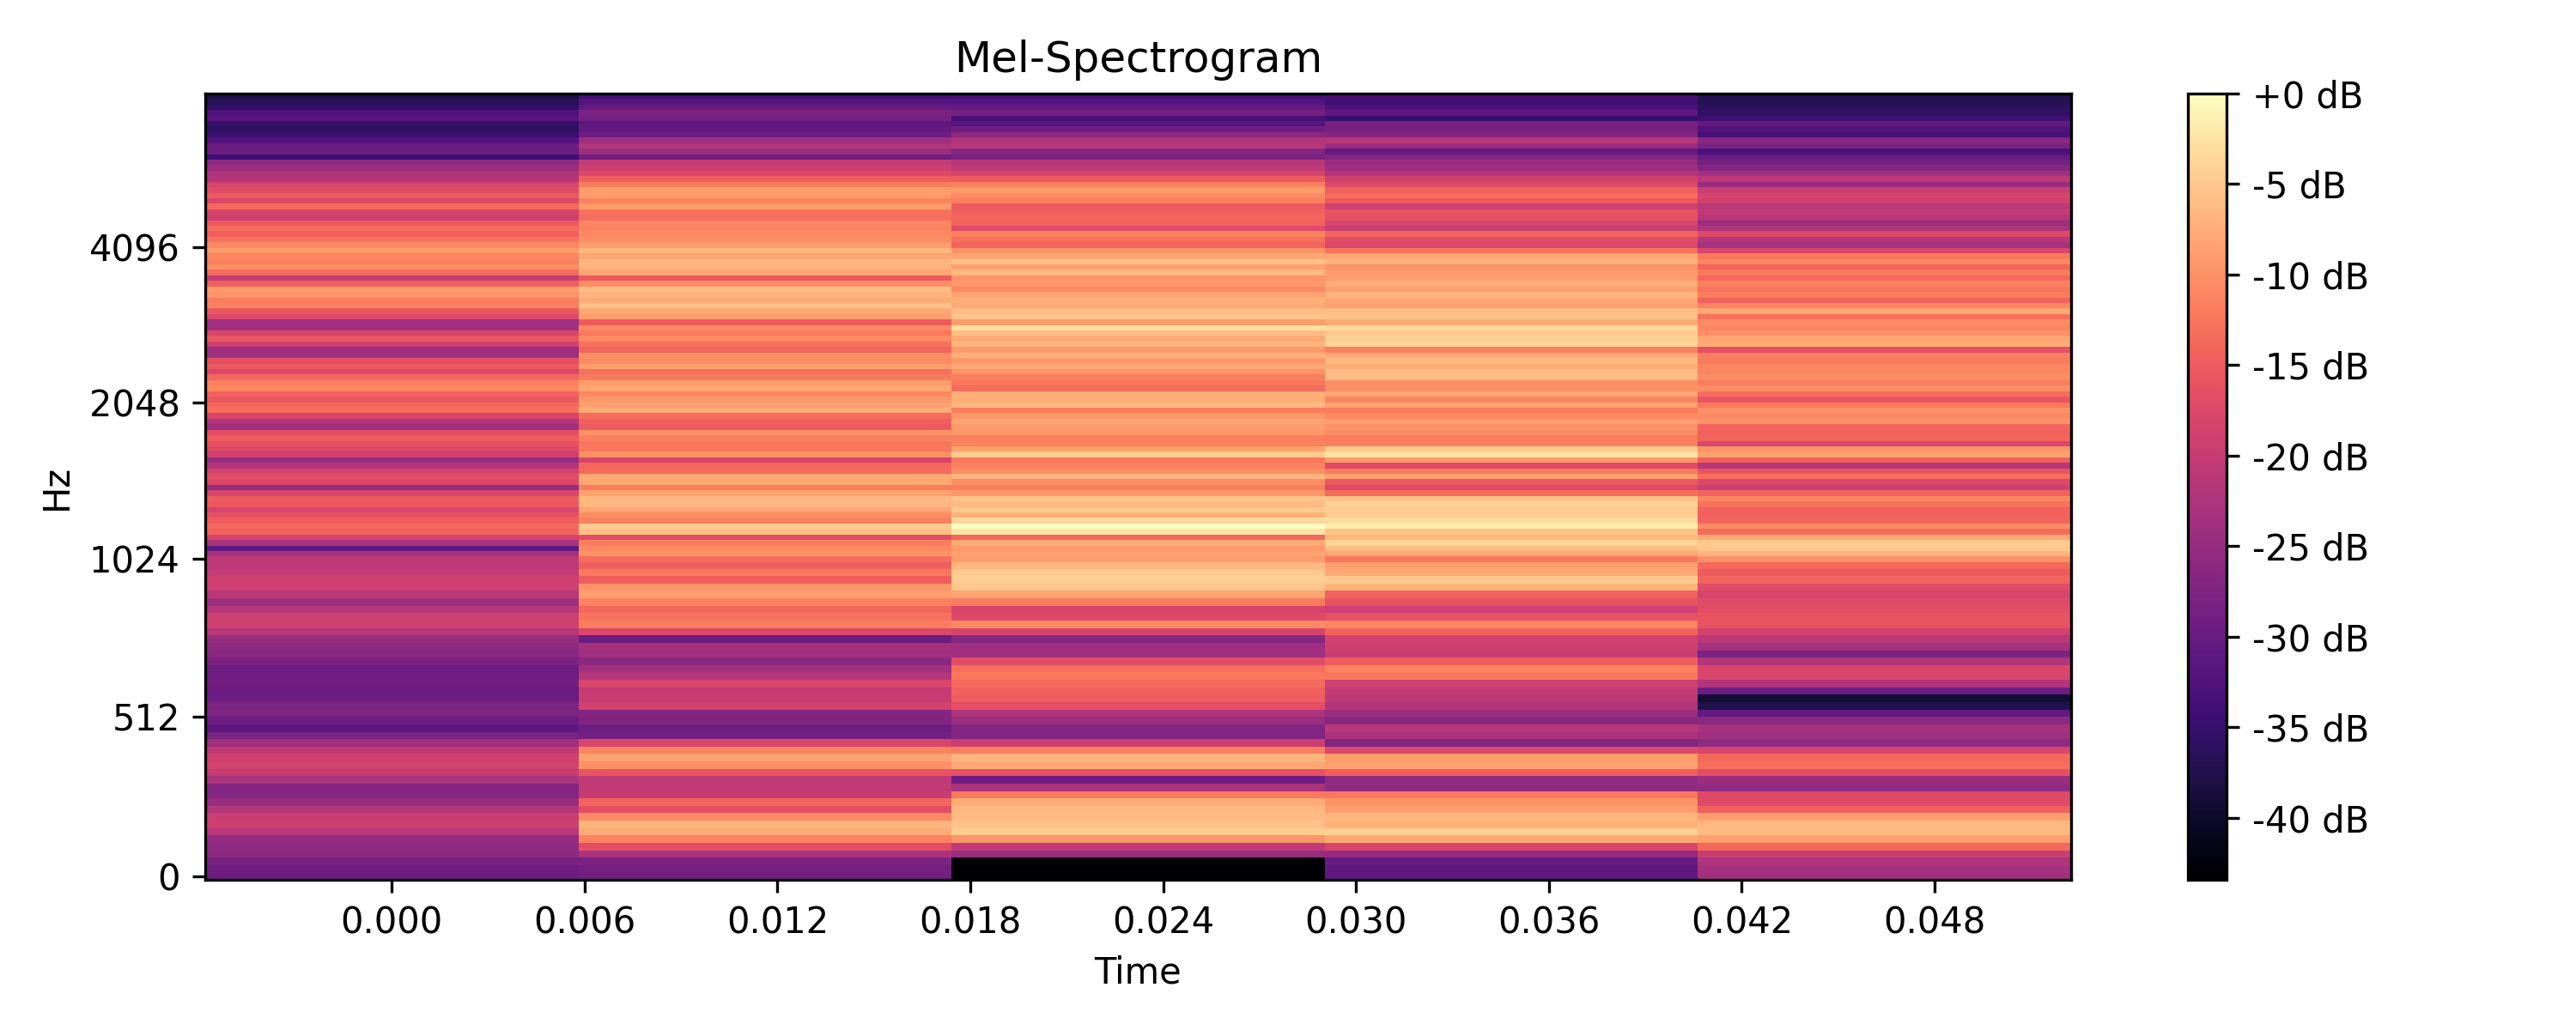 Mel-Spectrogram
Hz
4096
2048
1024
512
0
0.000 0.006 0.012 0.018 0.024 0.030 0.036 0.042 0.048
Time
+0 dB
-5 dB
-10 dB
-15 dB
-20 dB
-25 dB
-30 dB
-35 dB
-40 dB